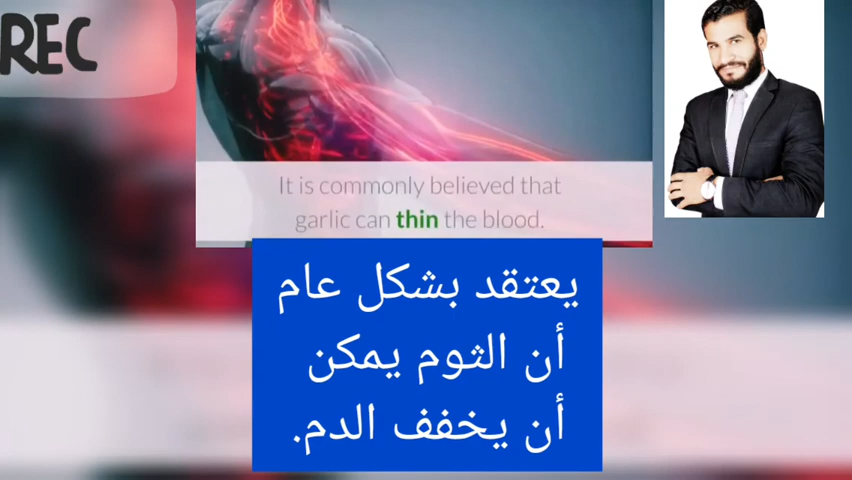 REC
It is commonly believed that
garlic can thin the blood.
يعتقد بشكل عام
أن الثوم يمكن
أن يخفف الدم.